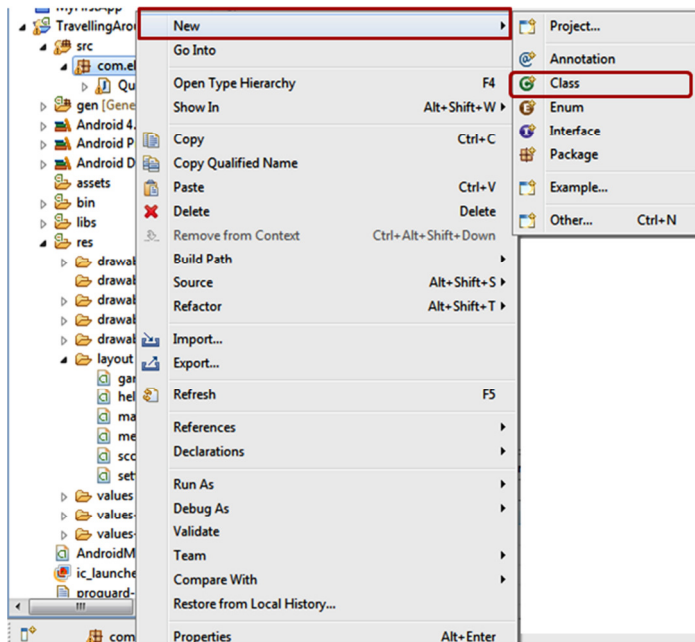 MyFirstApp
TravellingArou
src
com.el
Qu
gen [Gene
Android 4.
Android P
Android D
assets
bin
libs
res
drawab
drawab
drawab
drawab
drawab
layout
gar
hel
ma
me
sco
set
values
values-
values-
AndroidM
ic_launche
proguard-
com
New
Go Into
Open Type Hierarchy F4
Show In Alt+Shift+W
Copy Ctrl+C
Copy Qualified Name
Paste Ctrl+V
Delete Delete
Remove from Context Ctrl+Alt+Shift+Down
Build Path
Source Alt+Shift+S
Refactor Alt+Shift+T
Import...
Export...
Refresh F5
References
Declarations
Run As
Debug As
Validate
Team
Compare With
Restore from Local History...
Properties Alt+Enter
Project...
Annotation
Class
Enum
Interface
Package
Example...
Other... Ctrl+N